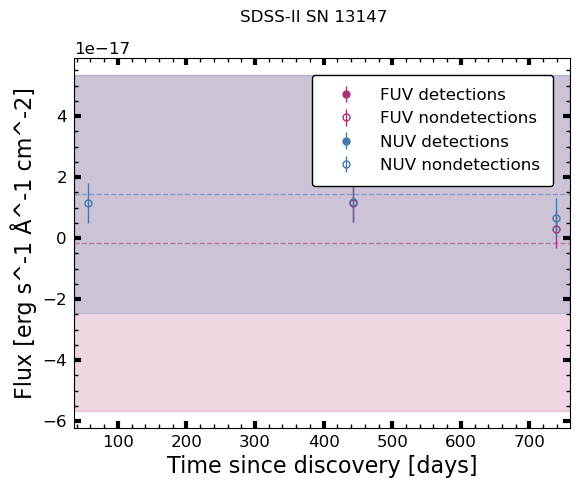 SDSS-II SN 13147
1e−17
FUV detections
FUV nondetections
NUV detections
NUV nondetections
4
2
0
−2
−4
−6
Flux [erg s^-1 Å^-1 cm^-2]
100 200 300 400 500 600 700
Time since discovery [days]